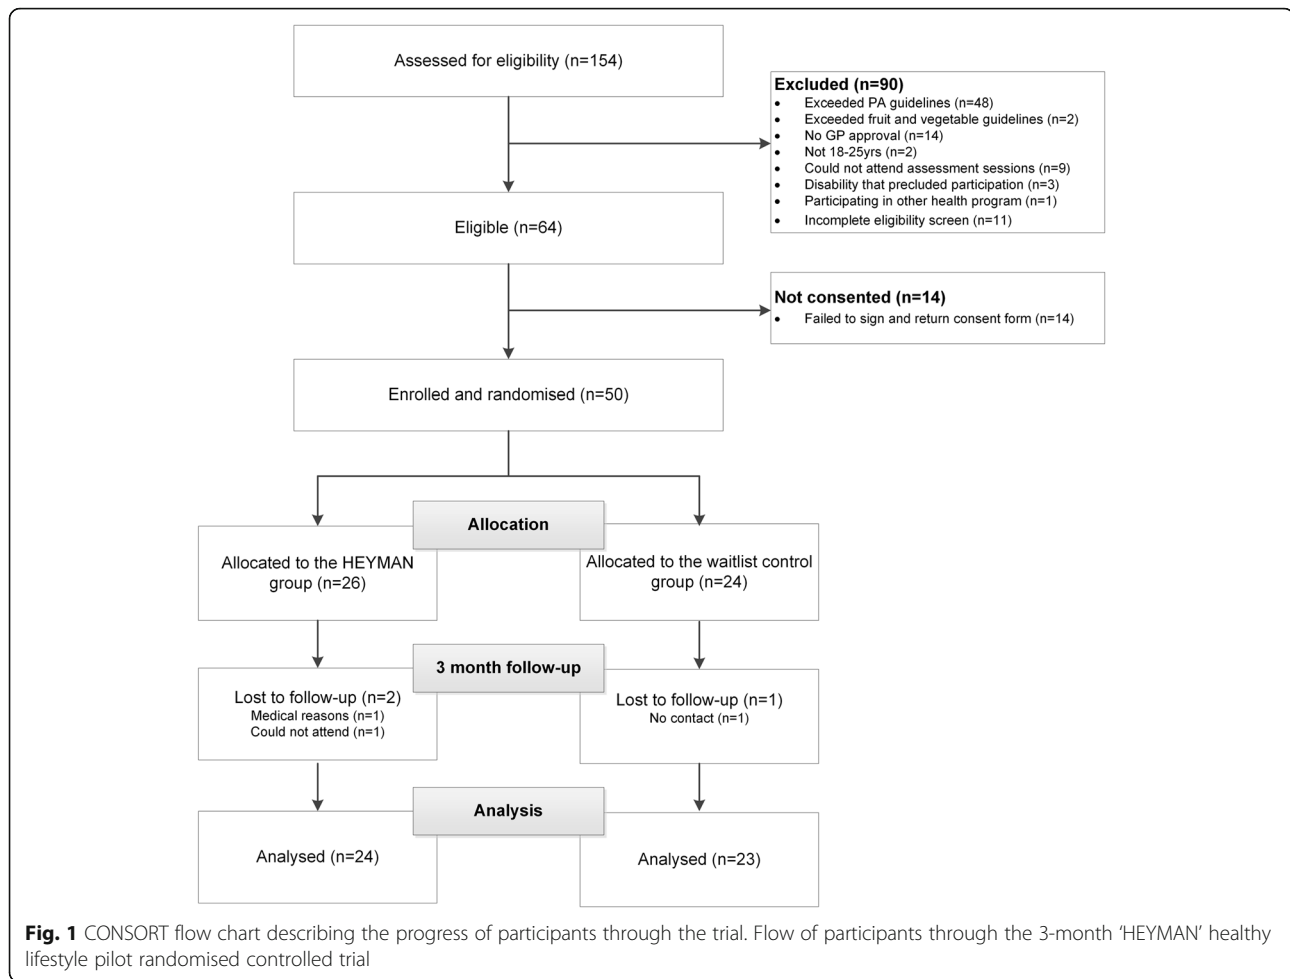 Assessed for eligibility (n=154)
Excluded (n=90)
• Exceeded PA guidelines (n=48)
• Exceeded fruit and vegetable guidelines (n=2)
• No GP approval (n=14)
• Not 18-25yrs (n=2)
• Could not attend assessment sessions (n=9)
• Disability that precluded participation (n=3)
• Participating in other health program (n=1)
• Incomplete eligibility screen (n=11)
Eligible (n=64)
Not consented (n=14)
• Failed to sign and return consent form (n=14)
Enrolled and randomised (n=50)
Allocation
Allocated to the HEYMAN
group (n=26)
Allocated to the waitlist control
group (n=24)
3 month follow-up
Lost to follow-up (n=2)
Medical reasons (n=1)
Could not attend (n=1)
Lost to follow-up (n=1)
No contact (n=1)
Analysis
Analysed (n=24)
Analysed (n=23)
Fig. 1 CONSORT flow chart describing the progress of participants through the trial. Flow of participants through the 3-month ‘HEYMAN’ healthy
lifestyle pilot randomised controlled trial